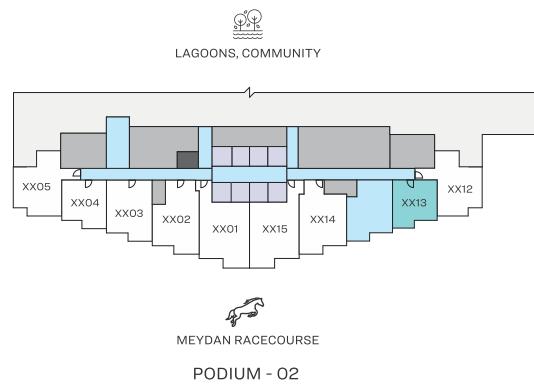 LAGOONS, COMMUNITY
XX05
XX12
XX04
XX13
XX03
XX02
XX14
XX01
XX15
MEYDAN RACECOURSE
PODIUM - 02